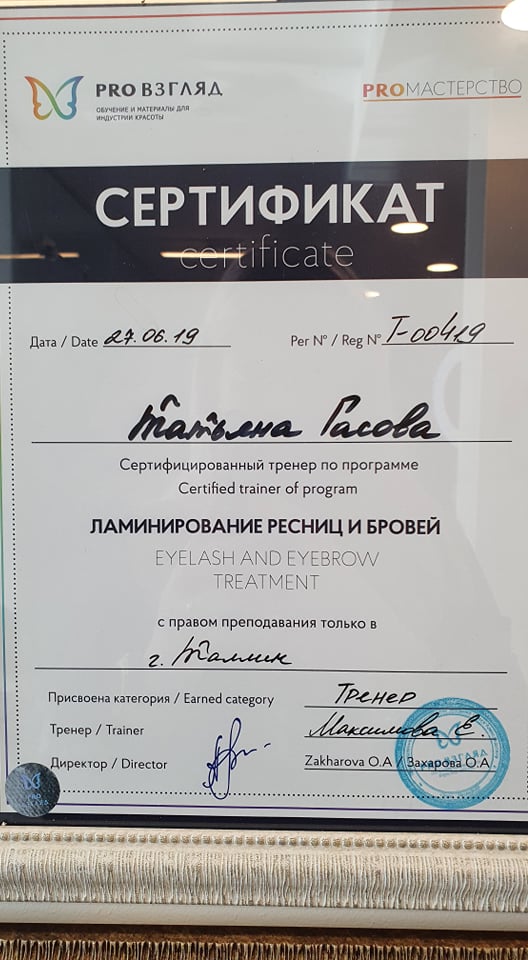 PRO ВЗГЛЯД
ОБУЧЕНИЕ И МАТЕРИАЛЫ ДЛЯ
ИНДУСТРИИ КРАСОТЫ
PROМАСТЕРСТВО
СЕРТИФИКАТ
certificate
Дата / Date 27.06.19
Рег N° / Reg N° T-00419
Татьяна Гасова
Сертифицированный тренер по программе
Certified trainer of program
ЛАМИНИРОВАНИЕ РЕСНИЦ И БРОВЕЙ
EYELASH AND EYEBROW
TREATMENT
с правом преподавания только в
г. Таллин
Присвоена категория / Earned category Тренер
Тренер / Trainer Максимова Е.
Директор / Director Zakharova O.A / Захарова О.А